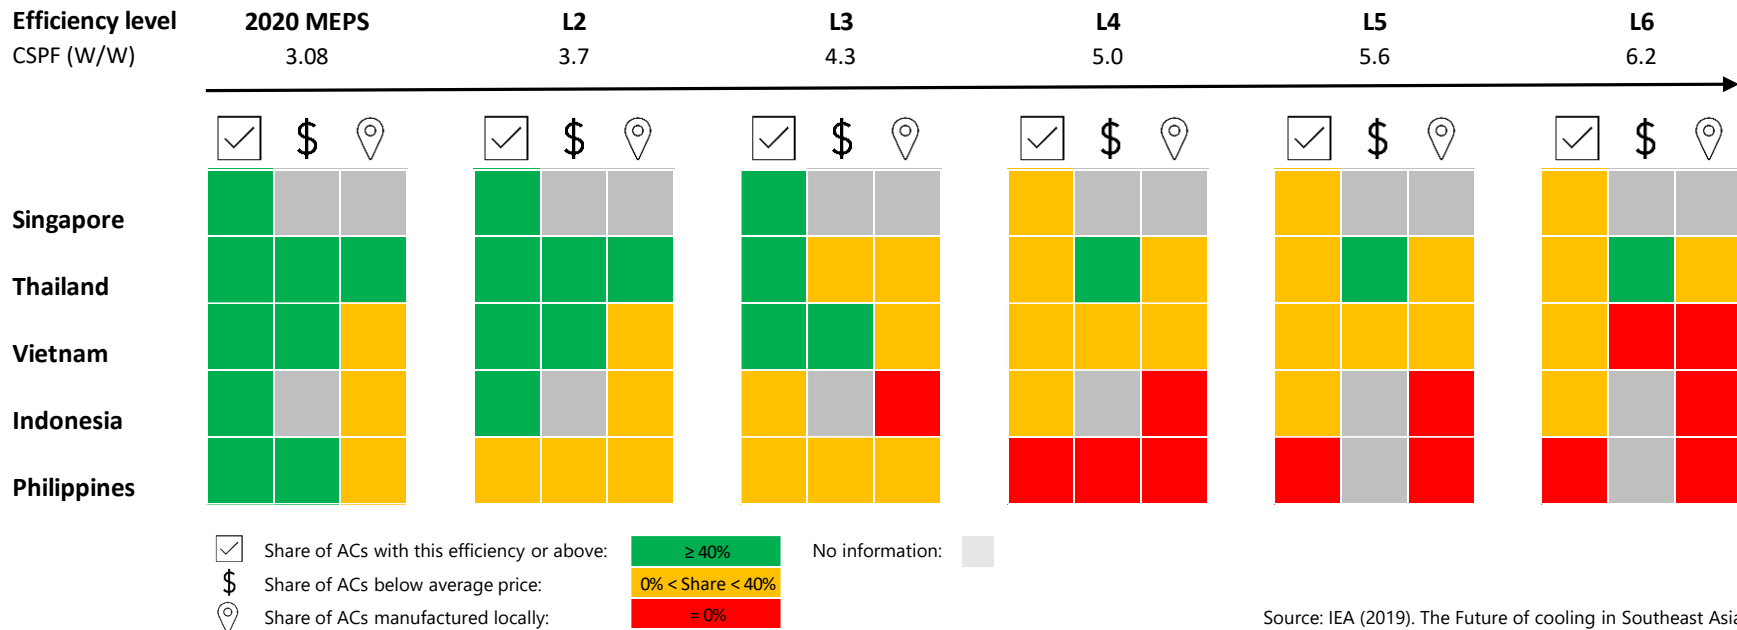 Efficiency level 2020 MEPS L2 L3 L4 L5 L6
CSPF (W/W) 3.08 3.7 4.3 5.0 5.6 6.2
$ $ $ $ $ $
Singapore
Thailand
Vietnam
Indonesia
Philippines
Share of ACs with this efficiency or above: ≥ 40% No information:
$ Share of ACs below average price: 0% < Share < 40%
Share of ACs manufactured locally: = 0%
Source: IEA (2019). The Future of cooling in Southeast Asia